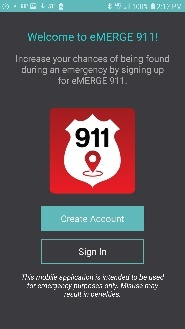 100% 2:12 PM
Welcome to eMERGE 911!
Increase your chances of being found
during an emergency by signing up
for eMERGE 911.
911
Create Account
Sign In
This mobile application is intended to be used
for emergency purposes only. Misuse may
result in penalties.